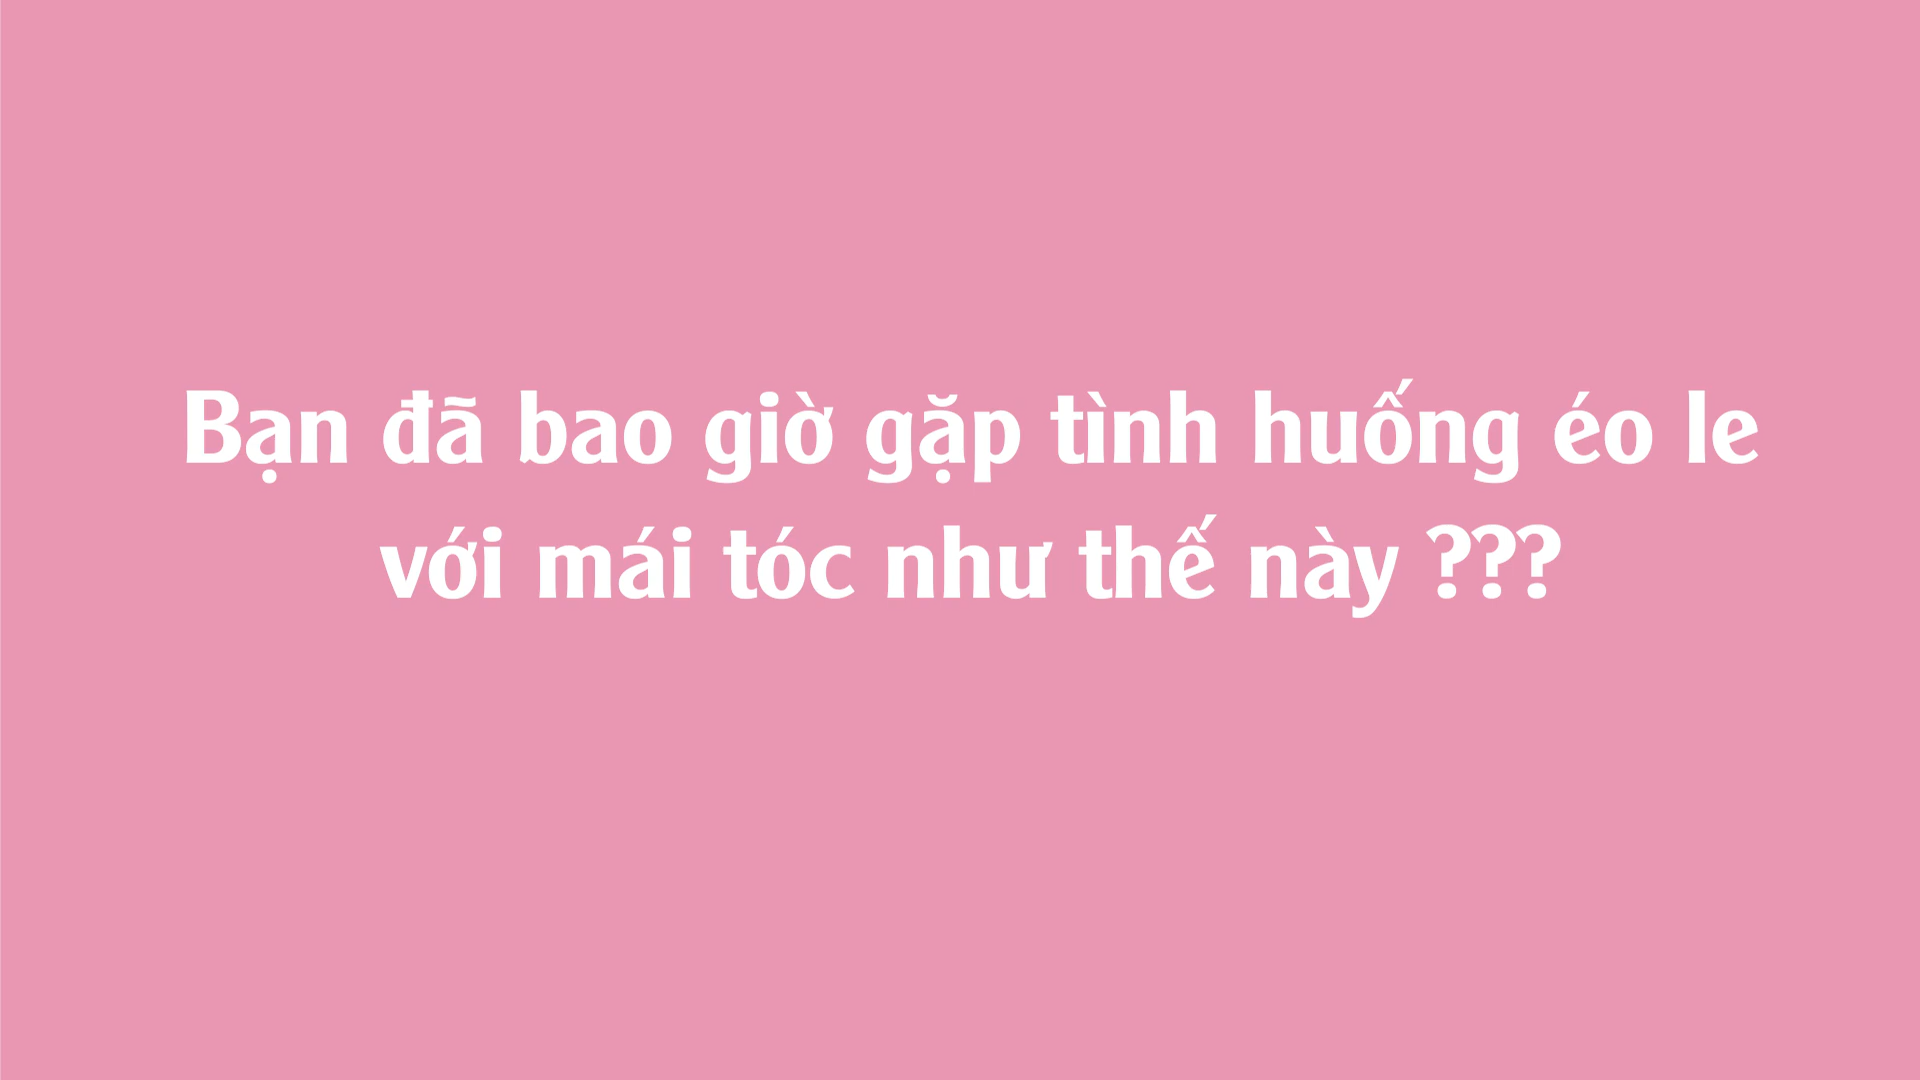 Bạn đã bao giờ gặp tình huống éo le
với mái tóc như thế này ???